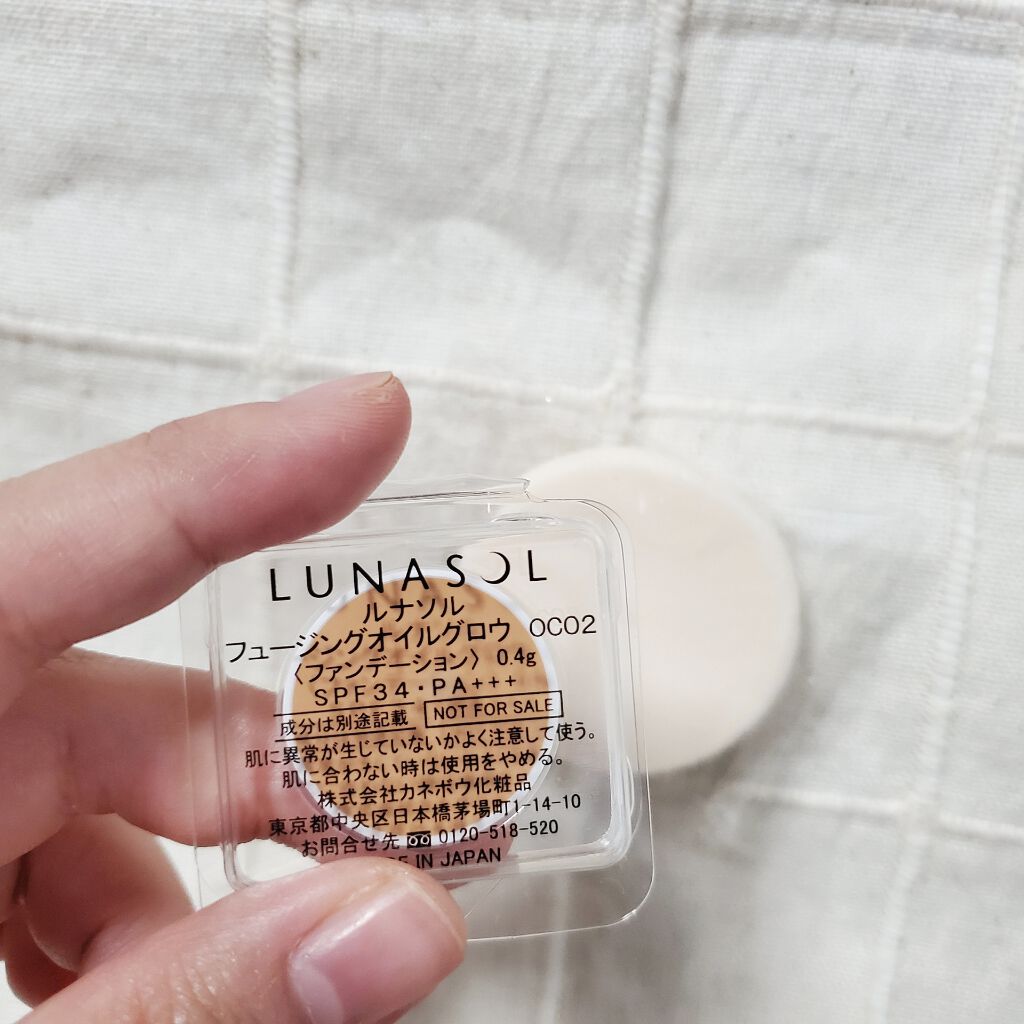 LUNASOL
ルナソル
フュージングオイルグロウ OC02
〈ファンデーション〉 0.4g
SPF34・PA+++
成分は別途記載 NOT FOR SALE
肌に異常が生じていないかよく注意して使う。
肌に合わない時は使用をやめる。
株式会社カネボウ化粧品
東京都中央区日本橋茅場町1-14-10
お問合せ先 0120-518-520
IN JAPAN